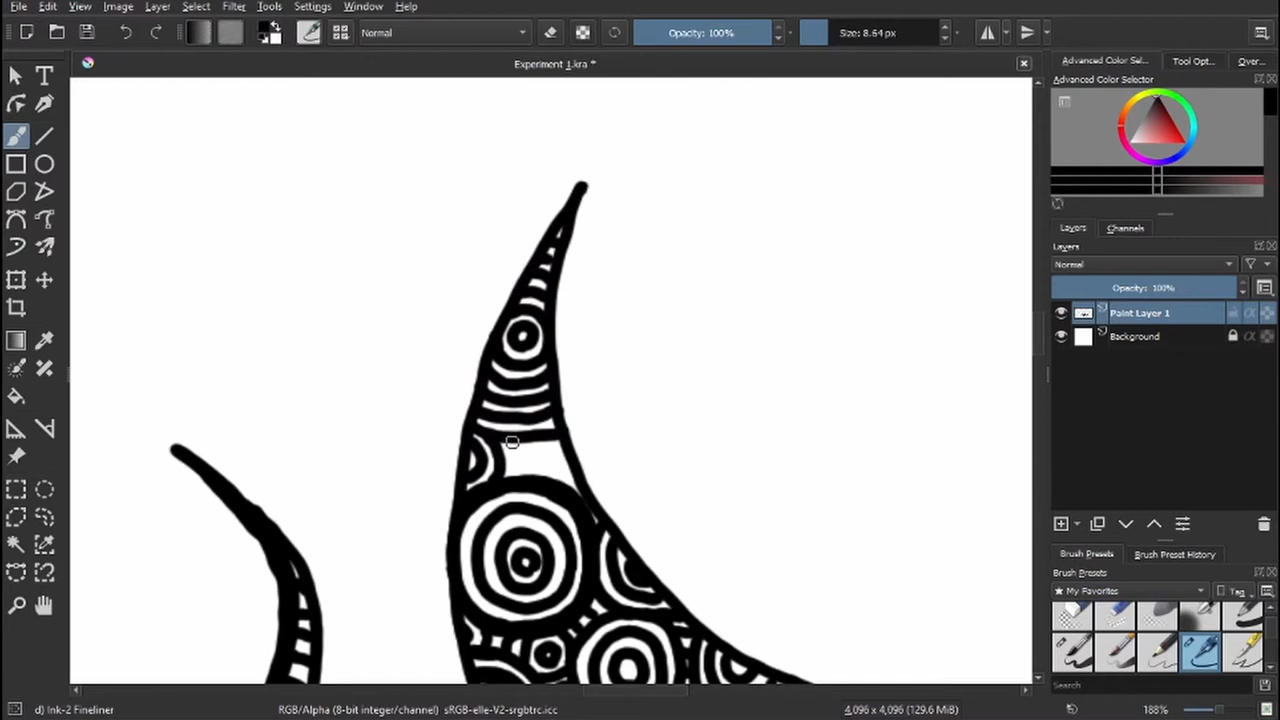 File Edit View Image Layer Select Filter Tools Settings Window Help
Normal Opacity: 100% Size: 8.64 px
Experiment 1.kra *
Advanced Color Sel... Tool Opt... Over...
Advanced Color Selector
Layers Channels
Layers
Normal
Opacity: 100%
Paint Layer 1
Background
Brush Presets Brush Preset History
Brush Presets
★ My Favorites Tag
Search
d) Ink-2 Fineliner RGB/Alpha (8-bit integer/channel) sRGB-elle-V2-srgbtrc.icc 4,096 x 4,096 (129.6 MiB) 188%